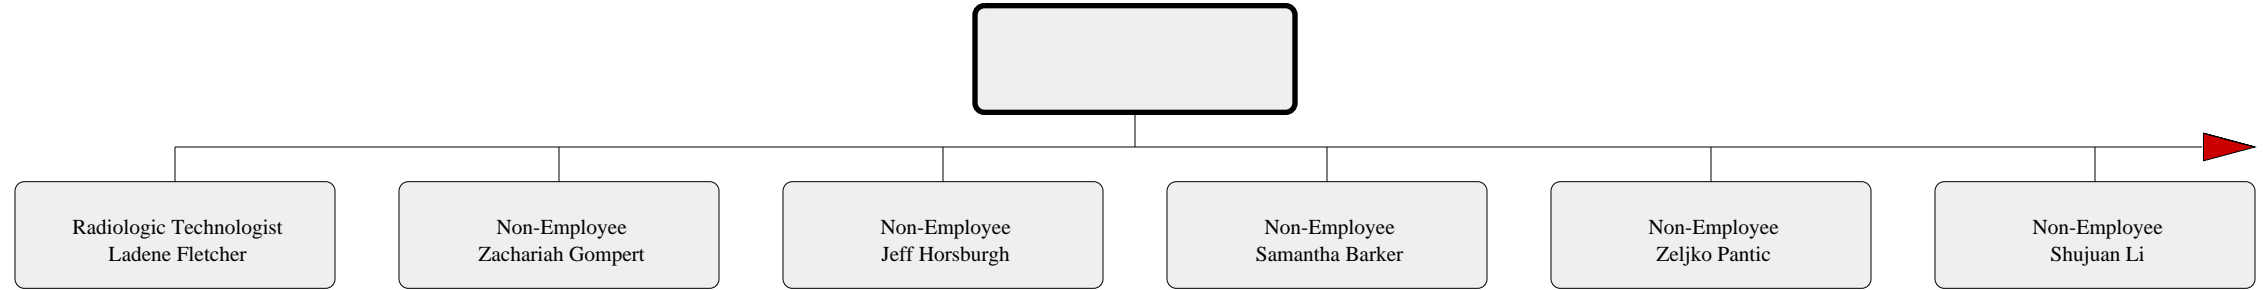 Radiologic Technologist
Ladene Fletcher
Non-Employee
Zachariah Gompert
Non-Employee
Jeff Horsburgh
Non-Employee
Samantha Barker
Non-Employee
Zeljko Pantic
Non-Employee
Shujuan Li